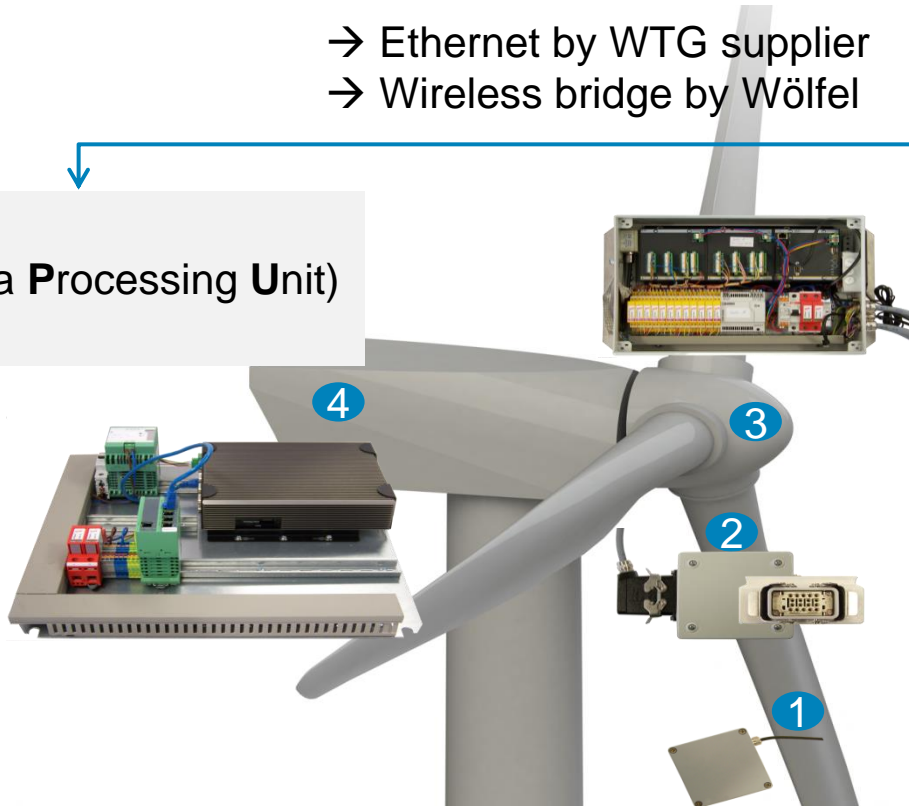 → Ethernet by WTG supplier
→ Wireless bridge by Wölfel
a Processing Unit)
4
3
2
1